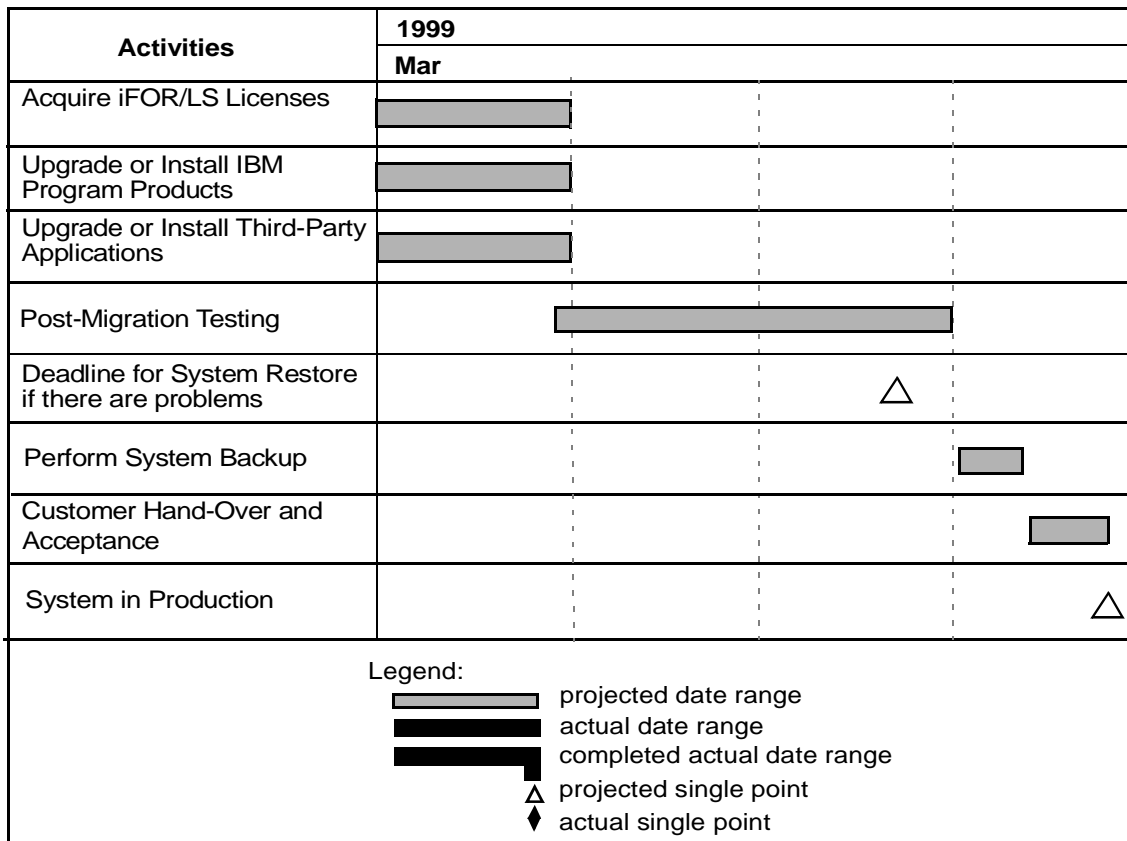 Activities
1999
Mar
Acquire iFOR/LS Licenses
Upgrade or Install IBM
Program Products
Upgrade or Install Third-Party
Applications
Post-Migration Testing
Deadline for System Restore
if there are problems
Perform System Backup
Customer Hand-Over and
Acceptance
System in Production
Legend:
projected date range
actual date range
completed actual date range
projected single point
actual single point